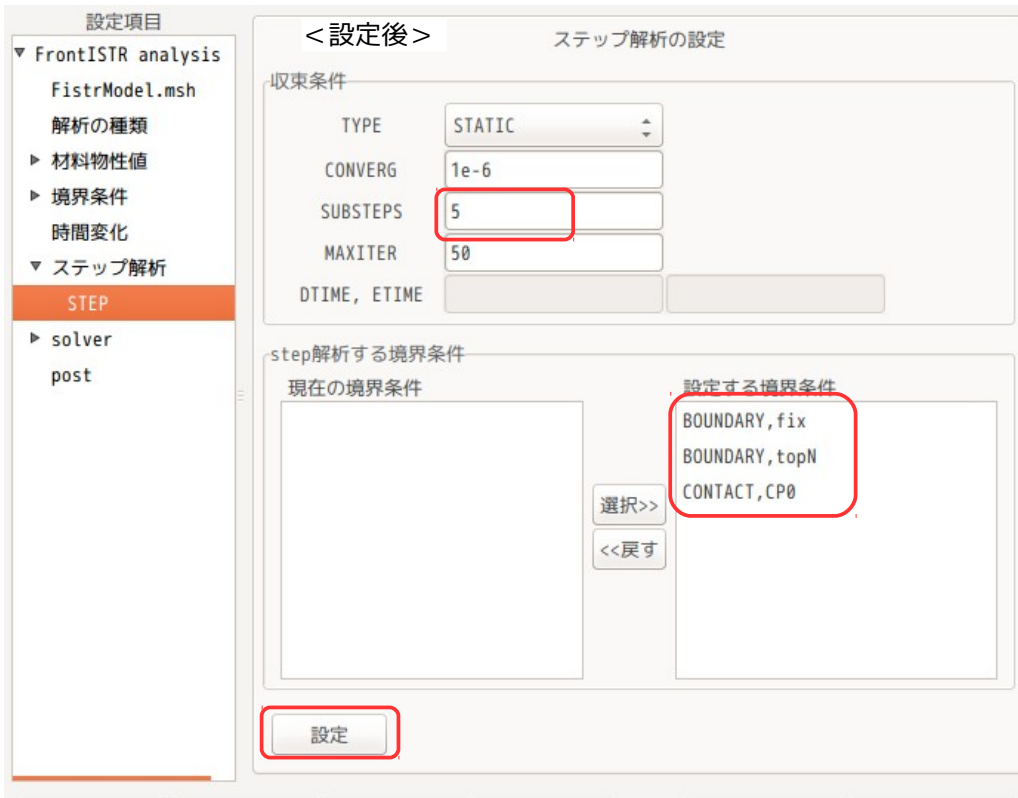 設定項目
▼ FrontISTR analysis
FistrModel.msh
解析の種類
▶ 材料物性値
▶ 境界条件
時間変化
▼ ステップ解析
STEP
▶ solver
post
＜設定後＞
ステップ解析の設定
収束条件
TYPE STATIC
CONVERG 1e-6
SUBSTEPS 5
MAXITER 50
DTIME, ETIME
step解析する境界条件
現在の境界条件
設定する境界条件
BOUNDARY,fix
BOUNDARY,topN
CONTACT,CP0
選択>>
<<戻す
設定